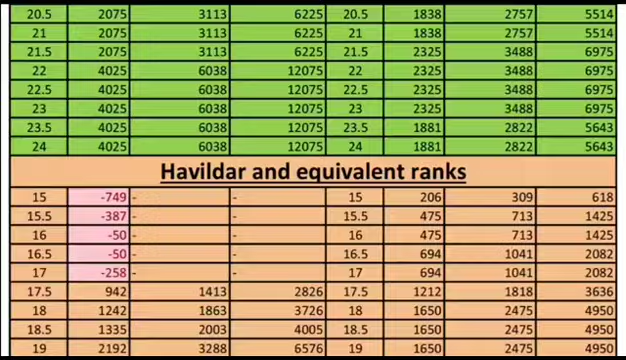 20.5 2075 3113 6225 20.5 1838 2757 5514
21 2075 3113 6225 21 1838 2757 5514
21.5 2075 3113 6225 21.5 2325 3488 6975
22 4025 6038 12075 22 2325 3488 6975
22.5 4025 6038 12075 22.5 2325 3488 6975
23 4025 6038 12075 23 2325 3488 6975
23.5 4025 6038 12075 23.5 1881 2822 5643
24 4025 6038 12075 24 1881 2822 5643
Havildar and equivalent ranks
15 -749 - - 15 206 309 618
15.5 -387 - - 15.5 475 713 1425
16 -50 - - 16 475 713 1425
16.5 -50 - - 16.5 694 1041 2082
17 -258 - - 17 694 1041 2082
17.5 942 1413 2826 17.5 1212 1818 3636
18 1242 1863 3726 18 1650 2475 4950
18.5 1335 2003 4005 18.5 1650 2475 4950
19 2192 3288 6576 19 1650 2475 4950